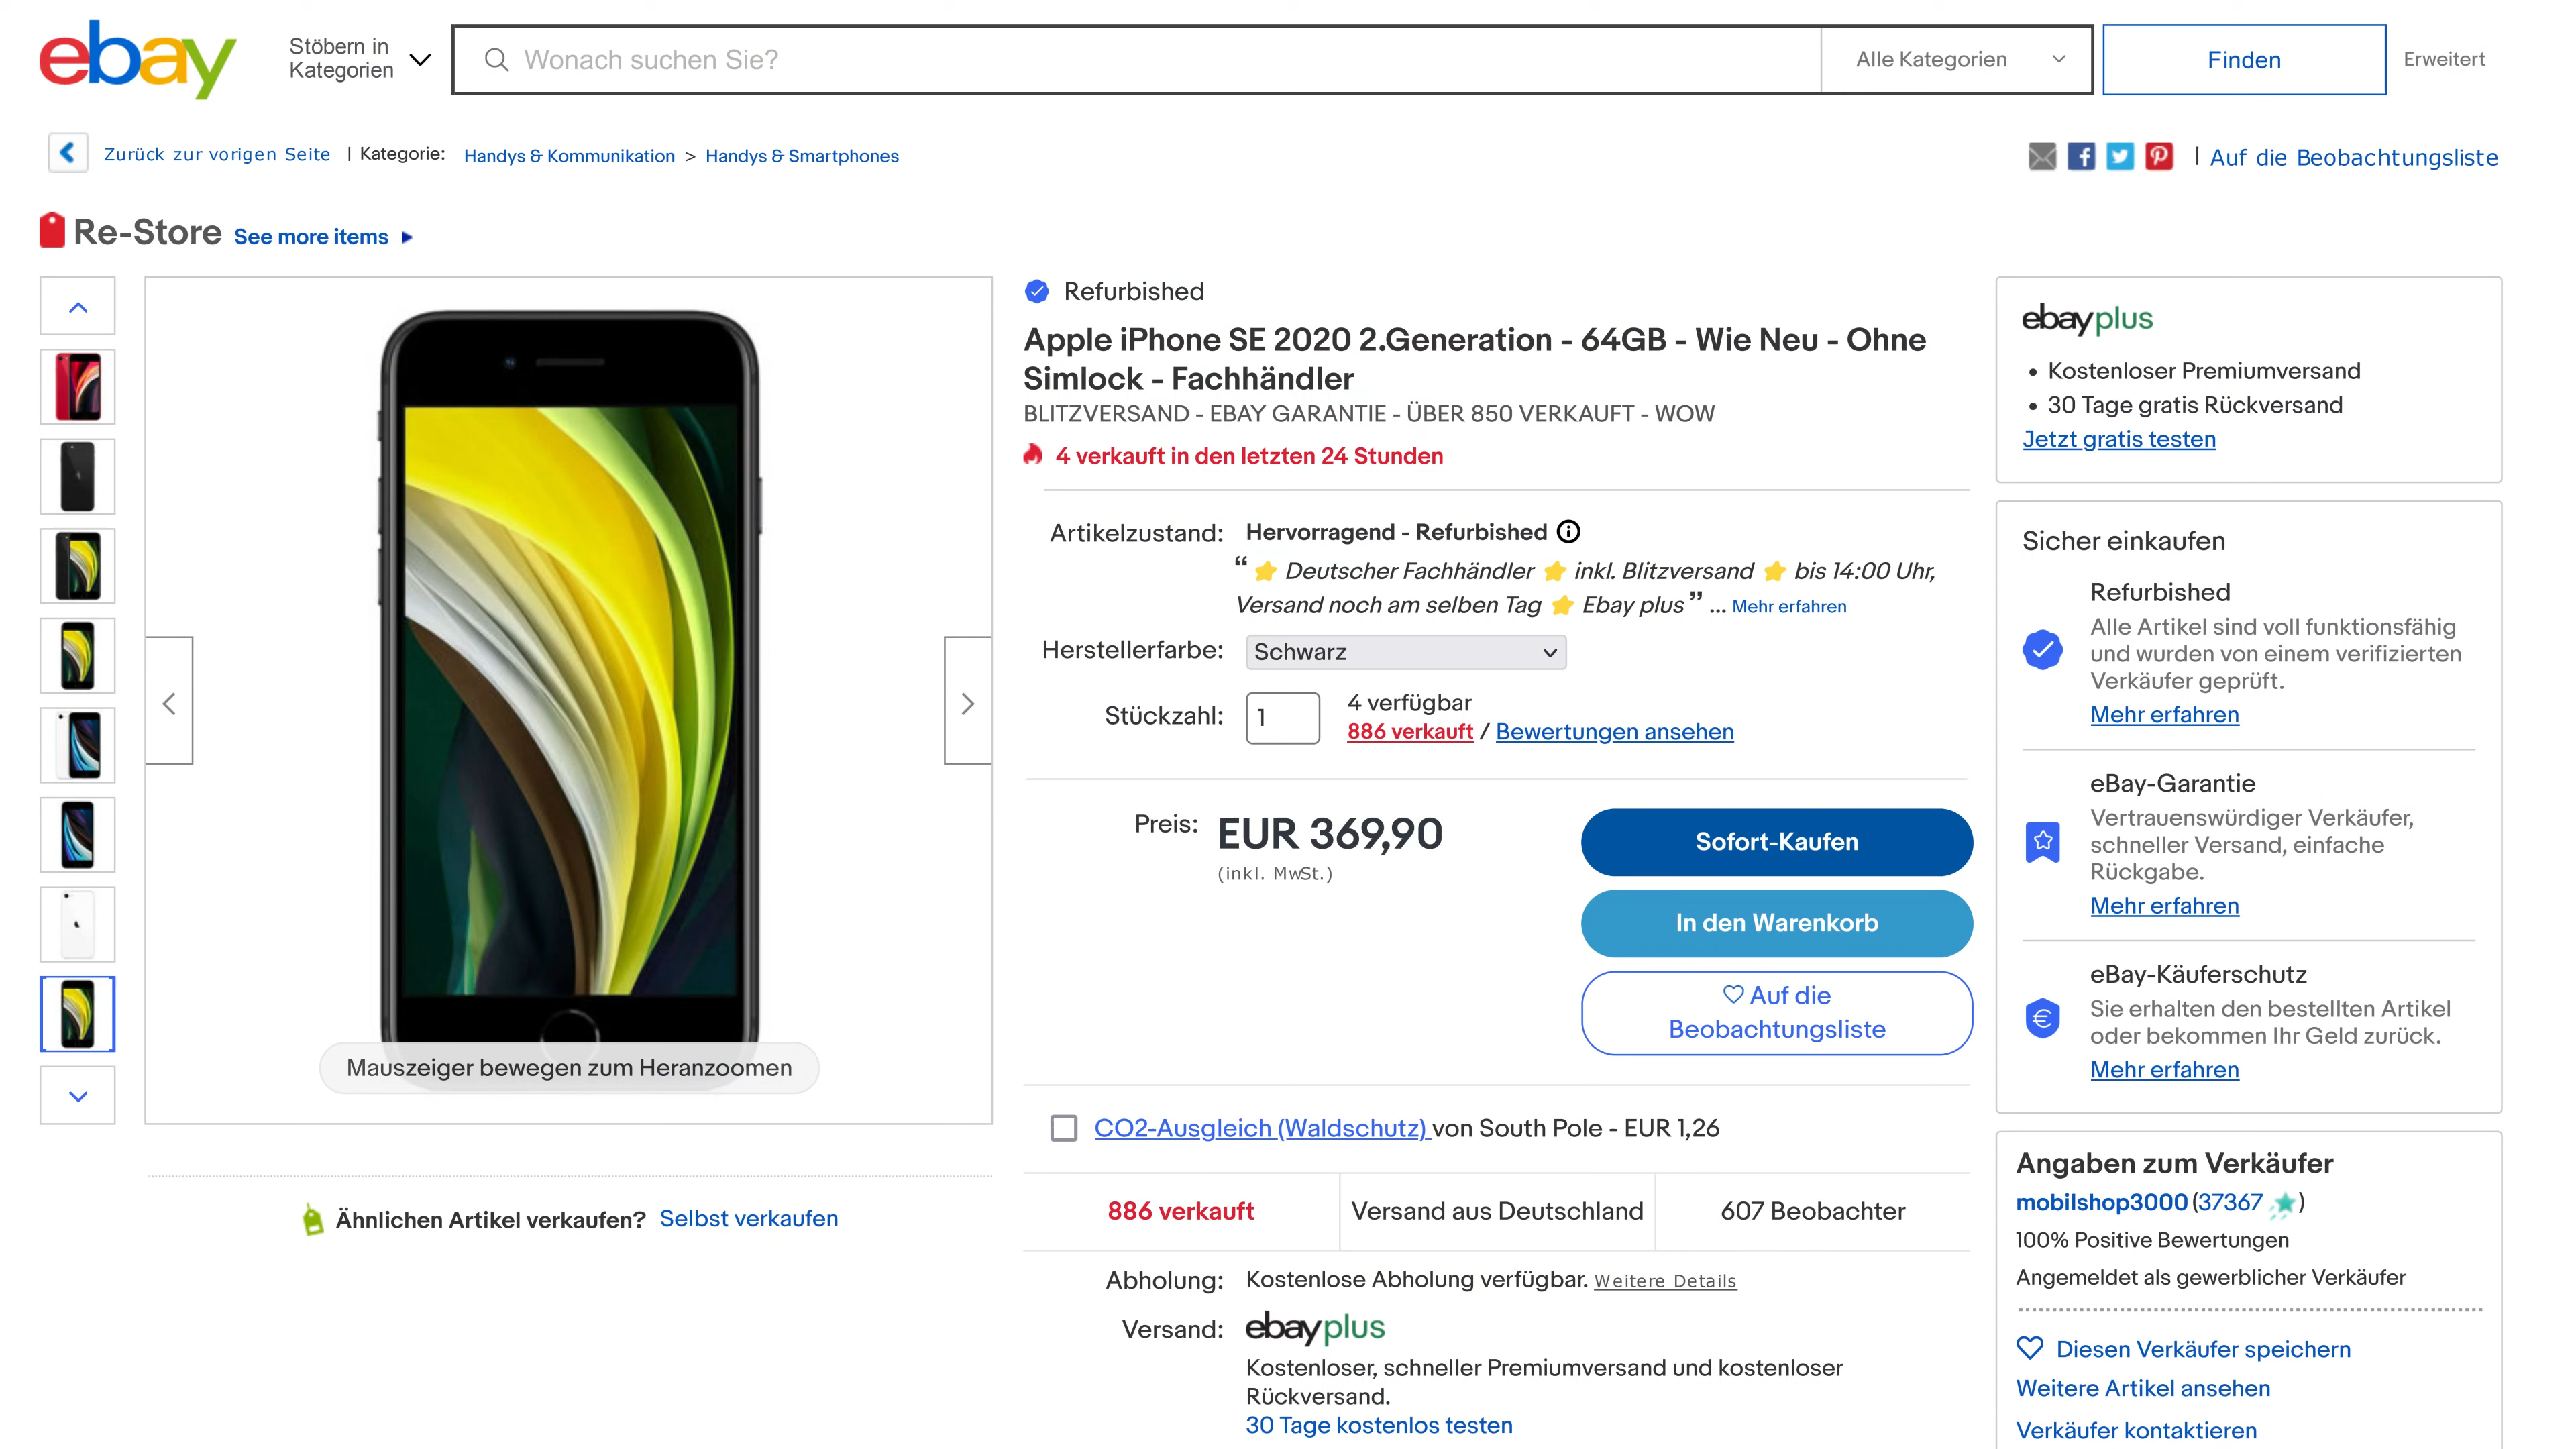 ebay
Stöbern in
Kategorien
Wonach suchen Sie?
Alle Kategorien
Finden
Erweitert
Zurück zur vorigen Seite | Kategorie: Handys & Kommunikation > Handys & Smartphones
| Auf die Beobachtungsliste
Re-Store See more items
Mauszeiger bewegen zum Heranzoomen
Ähnlichen Artikel verkaufen? Selbst verkaufen
Refurbished
Apple iPhone SE 2020 2.Generation - 64GB - Wie Neu - Ohne
Simlock - Fachhändler
BLITZVERSAND - EBAY GARANTIE - ÜBER 850 VERKAUFT - WOW
4 verkauft in den letzten 24 Stunden
Artikelzustand: Hervorragend - Refurbished
“ ⭐ Deutscher Fachhändler ⭐ inkl. Blitzversand ⭐ bis 14:00 Uhr,
Versand noch am selben Tag ⭐ Ebay plus ” ... Mehr erfahren
Herstellerfarbe: Schwarz
Stückzahl: 1
4 verfügbar
886 verkauft / Bewertungen ansehen
Preis: EUR 369,90
(inkl. MwSt.)
Sofort-Kaufen
In den Warenkorb
Auf die
Beobachtungsliste
CO2-Ausgleich (Waldschutz) von South Pole - EUR 1,26
886 verkauft
Versand aus Deutschland
607 Beobachter
Abholung: Kostenlose Abholung verfügbar. Weitere Details
Versand: ebayplus
Kostenloser, schneller Premiumversand und kostenloser
Rückversand.
30 Tage kostenlos testen
ebayplus
• Kostenloser Premiumversand
• 30 Tage gratis Rückversand
Jetzt gratis testen
Sicher einkaufen
Refurbished
Alle Artikel sind voll funktionsfähig
und wurden von einem verifizierten
Verkäufer geprüft.
Mehr erfahren
eBay-Garantie
Vertrauenswürdiger Verkäufer,
schneller Versand, einfache
Rückgabe.
Mehr erfahren
eBay-Käuferschutz
Sie erhalten den bestellten Artikel
oder bekommen Ihr Geld zurück.
Mehr erfahren
Angaben zum Verkäufer
mobilshop3000 (37367 )
100% Positive Bewertungen
Angemeldet als gewerblicher Verkäufer
Diesen Verkäufer speichern
Weitere Artikel ansehen
Verkäufer kontaktieren